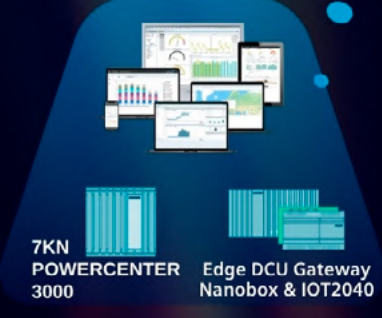 7KN
POWERCENTER
3000
Edge DCU Gateway
Nanobox & IOT2040